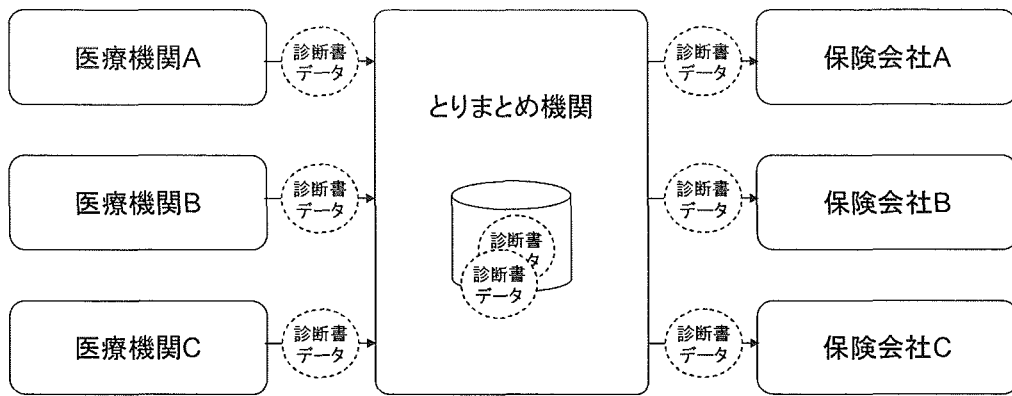 医療機関A
診断書
データ
診断書
データ
保険会社A
とりまとめ機関
医療機関B
診断書
データ
診断書
データ
保険会社B
診断書
タ
診断書
データ
医療機関C
診断書
データ
診断書
データ
保険会社C